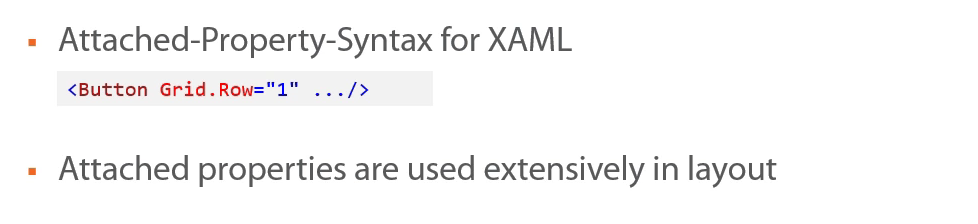 ▪ Attached-Property-Syntax for XAML
<Button Grid.Row="1" .../>
▪ Attached properties are used extensively in layout